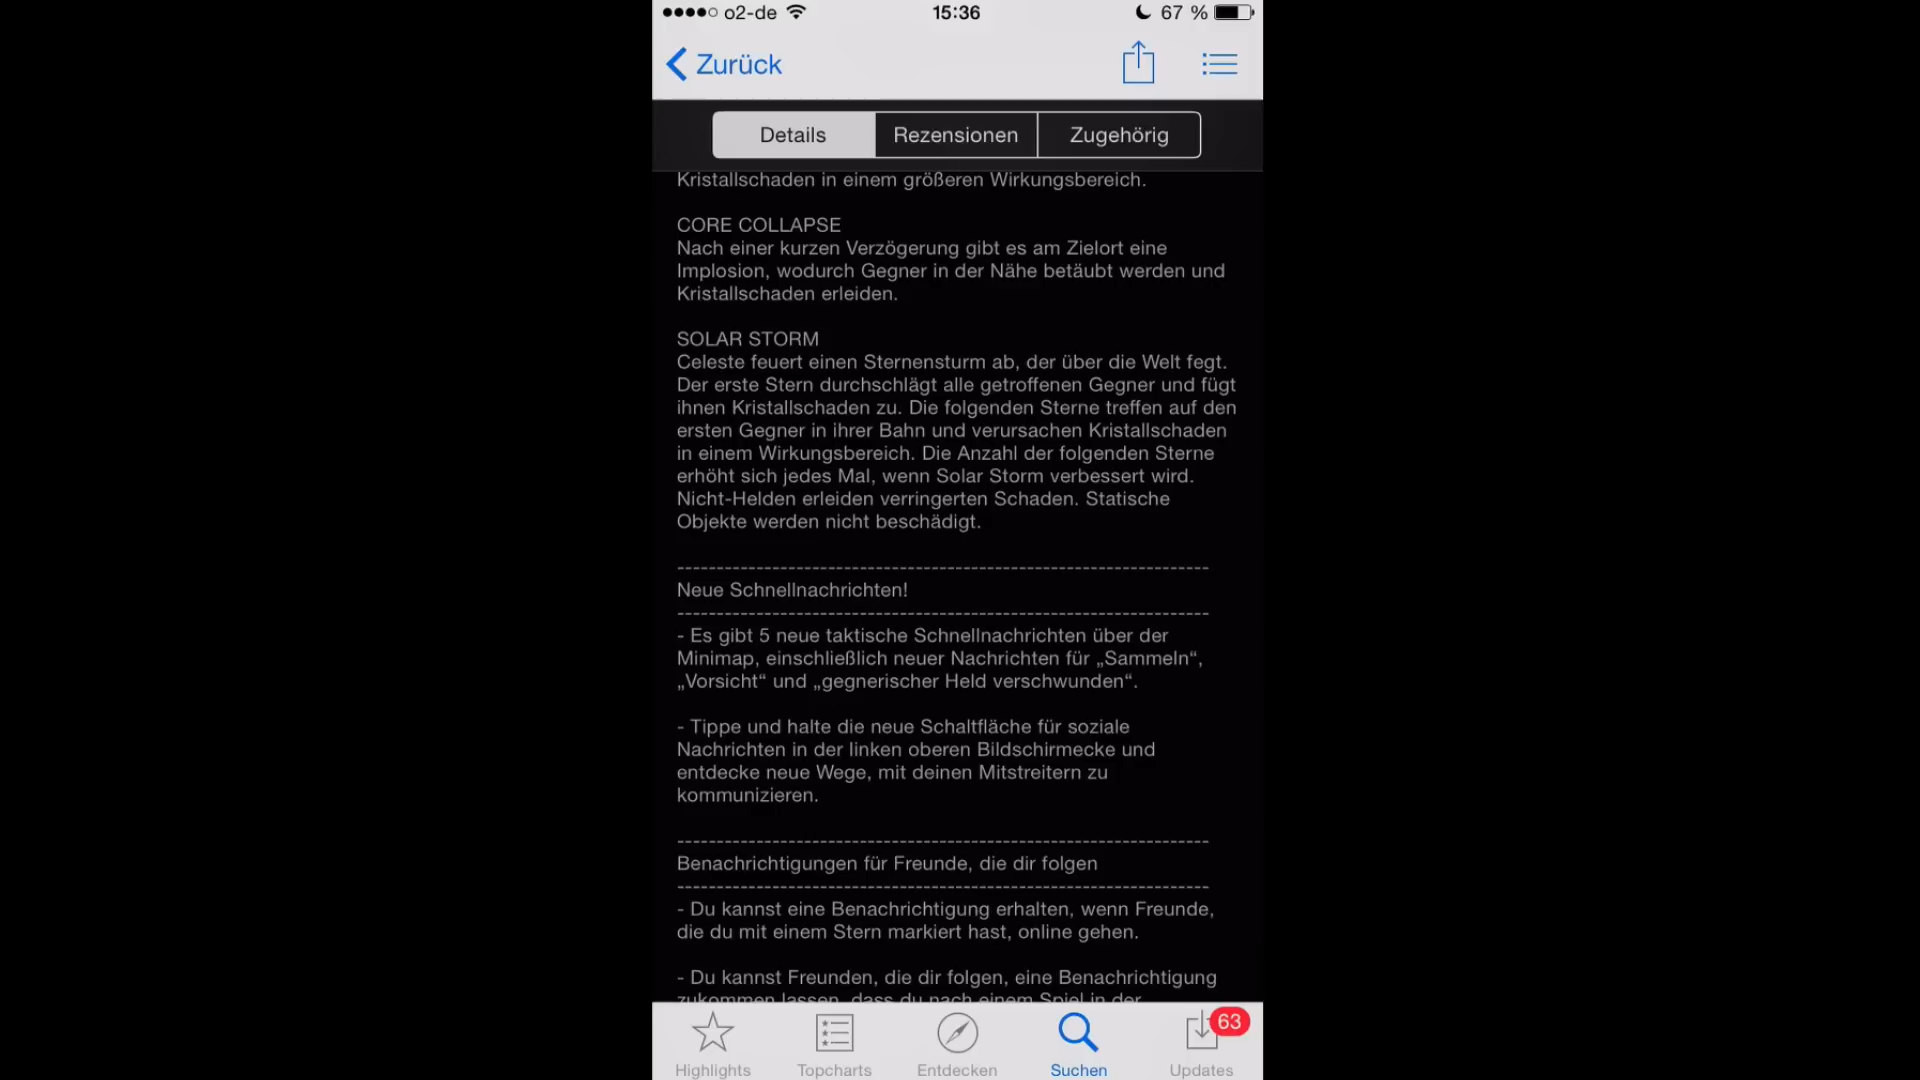 o2-de 15:36 67 %
Zurück
Details Rezensionen Zugehörig
Kristallschaden in einem größeren Wirkungsbereich.
CORE COLLAPSE
Nach einer kurzen Verzögerung gibt es am Zielort eine
Implosion, wodurch Gegner in der Nähe betäubt werden und
Kristallschaden erleiden.
SOLAR STORM
Celeste feuert einen Sternensturm ab, der über die Welt fegt.
Der erste Stern durchschlägt alle getroffenen Gegner und fügt
ihnen Kristallschaden zu. Die folgenden Sterne treffen auf den
ersten Gegner in ihrer Bahn und verursachen Kristallschaden
in einem Wirkungsbereich. Die Anzahl der folgenden Sterne
erhöht sich jedes Mal, wenn Solar Storm verbessert wird.
Nicht-Helden erleiden verringerten Schaden. Statische
Objekte werden nicht beschädigt.
-------------------------------------------------------------------
Neue Schnellnachrichten!
-------------------------------------------------------------------
- Es gibt 5 neue taktische Schnellnachrichten über der
Minimap, einschließlich neuer Nachrichten für „Sammeln“,
„Vorsicht“ und „gegnerischer Held verschwunden“.
- Tippe und halte die neue Schaltfläche für soziale
Nachrichten in der linken oberen Bildschirmecke und
entdecke neue Wege, mit deinen Mitstreitern zu
kommunizieren.
-------------------------------------------------------------------
Benachrichtigungen für Freunde, die dir folgen
-------------------------------------------------------------------
- Du kannst eine Benachrichtigung erhalten, wenn Freunde,
die du mit einem Stern markiert hast, online gehen.
- Du kannst Freunden, die dir folgen, eine Benachrichtigung
zukommen lassen, dass du nach einem Spiel in der
63
Highlights Topcharts Entdecken Suchen Updates